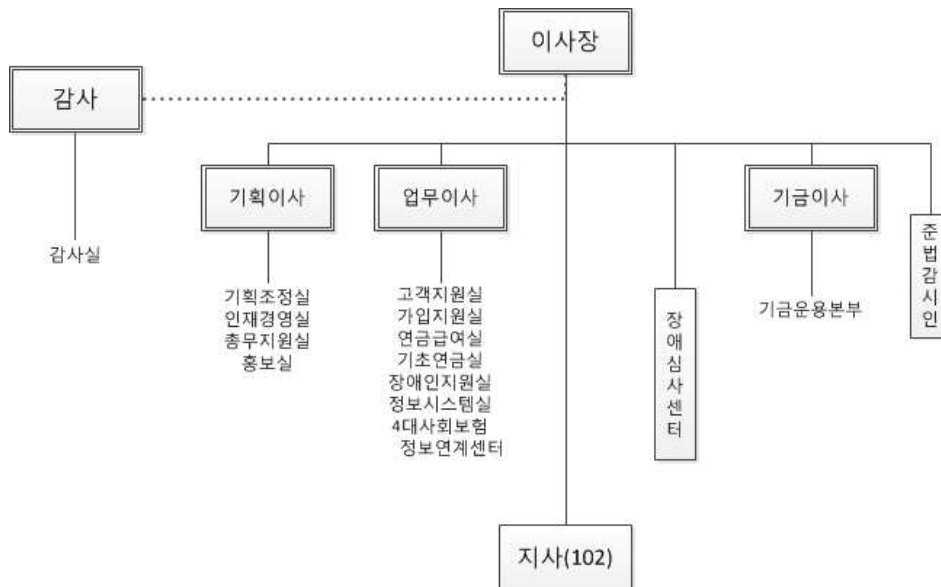 이사장
감사
기획이사
업무이사
기금이사
준법감시인
감사실
기획조정실
인재경영실
총무지원실
홍보실
고객지원실
가입지원실
연금급여실
기초연금실
장애인지원실
정보시스템실
4대사회보험
정보연계센터
장애심사센터
기금운용본부
지사(102)